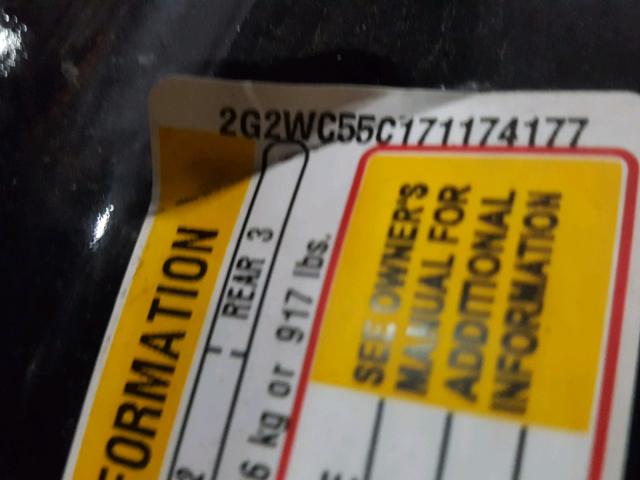 2G2WC55C171174177
SEE OWNER'S
MANUAL FOR
ADDITIONAL
INFORMATION
FORMATION
REAR 3
6 kg or 917 lbs.